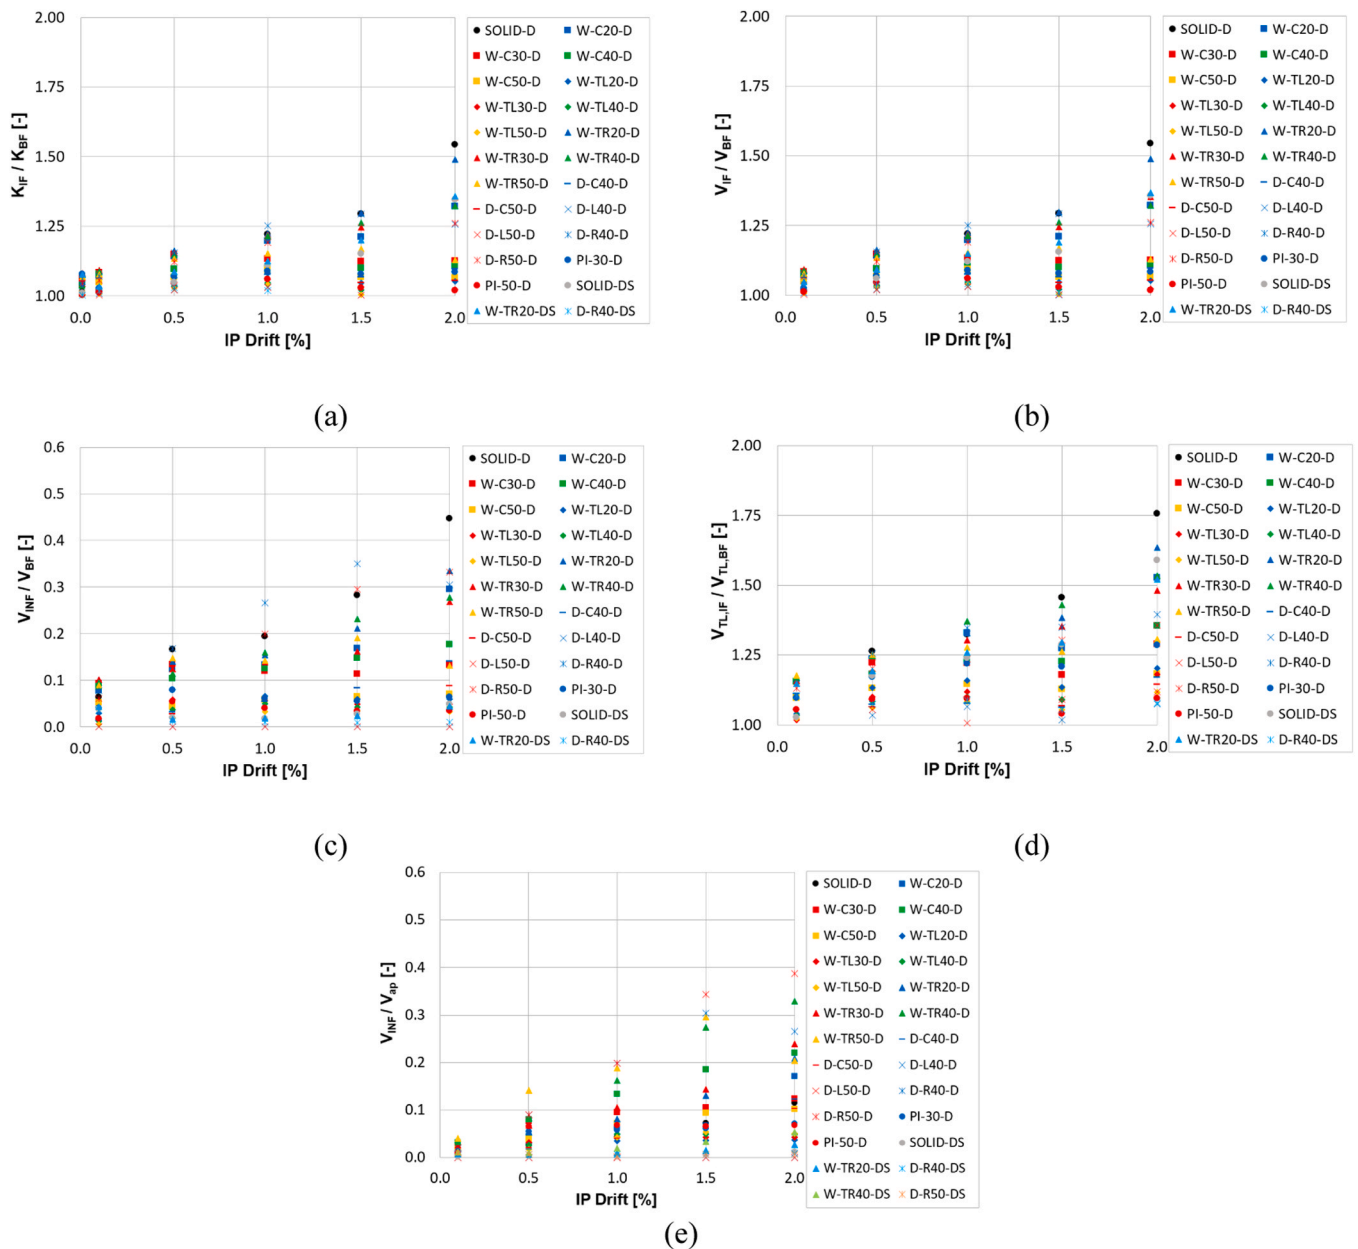 2.00
1.75
1.50
1.25
1.00
K_IF / K_BF [-]
0.0 0.5 1.0 1.5 2.0
IP Drift [%]
SOLID-D W-C20-D
W-C30-D W-C40-D
W-C50-D W-TL20-D
W-TL30-D W-TL40-D
W-TL50-D W-TR20-D
W-TR30-D W-TR40-D
W-TR50-D D-C40-D
D-C50-D D-L40-D
D-L50-D D-R40-D
D-R50-D PI-30-D
PI-50-D SOLID-DS
W-TR20-DS D-R40-DS
(a)
2.00
1.75
1.50
1.25
1.00
V_IF / V_BF [-]
0.0 0.5 1.0 1.5 2.0
IP Drift [%]
SOLID-D W-C20-D
W-C30-D W-C40-D
W-C50-D W-TL20-D
W-TL30-D W-TL40-D
W-TL50-D W-TR20-D
W-TR30-D W-TR40-D
W-TR50-D D-C40-D
D-C50-D D-L40-D
D-L50-D D-R40-D
D-R50-D PI-30-D
PI-50-D SOLID-DS
W-TR20-DS D-R40-DS
(b)
0.6
0.5
0.4
0.3
0.2
0.1
0.0
V_INF / V_BF [-]
0.0 0.5 1.0 1.5 2.0
IP Drift [%]
SOLID-D W-C20-D
W-C30-D W-C40-D
W-C50-D W-TL20-D
W-TL30-D W-TL40-D
W-TL50-D W-TR20-D
W-TR30-D W-TR40-D
W-TR50-D D-C40-D
D-C50-D D-L40-D
D-L50-D D-R40-D
D-R50-D PI-30-D
PI-50-D SOLID-DS
W-TR20-DS D-R40-DS
(c)
2.00
1.75
1.50
1.25
1.00
V_TL,IF / V_TL,BF [-]
0.0 0.5 1.0 1.5 2.0
IP Drift [%]
SOLID-D W-C20-D
W-C30-D W-C40-D
W-C50-D W-TL20-D
W-TL30-D W-TL40-D
W-TL50-D W-TR20-D
W-TR30-D W-TR40-D
W-TR50-D D-C40-D
D-C50-D D-L40-D
D-L50-D D-R40-D
D-R50-D PI-30-D
PI-50-D SOLID-DS
W-TR20-DS D-R40-DS
(d)
0.6
0.5
0.4
0.3
0.2
0.1
0.0
V_INF / V_ap [-]
0.0 0.5 1.0 1.5 2.0
IP Drift [%]
SOLID-D W-C20-D
W-C30-D W-C40-D
W-C50-D W-TL20-D
W-TL30-D W-TL40-D
W-TL50-D W-TR20-D
W-TR30-D W-TR40-D
W-TR50-D D-C40-D
D-C50-D D-L40-D
D-L50-D D-R40-D
D-R50-D PI-30-D
PI-50-D SOLID-DS
W-TR20-DS D-R40-DS
W-TR40-DS D-R50-DS
(e)